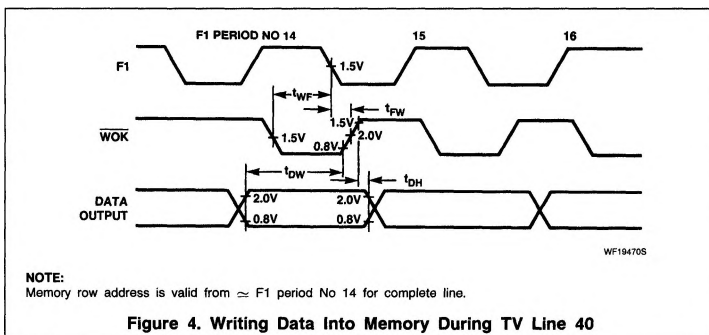 F1 PERIOD NO 14 15 16
F1
1.5V
tWF
tFW
WOK
1.5V
1.5V
2.0V
0.8V
tDW
tDH
DATA
OUTPUT
2.0V
2.0V
0.8V
0.8V
WF19470S
NOTE:
Memory row address is valid from ≃ F1 period No 14 for complete line.
Figure 4. Writing Data Into Memory During TV Line 40